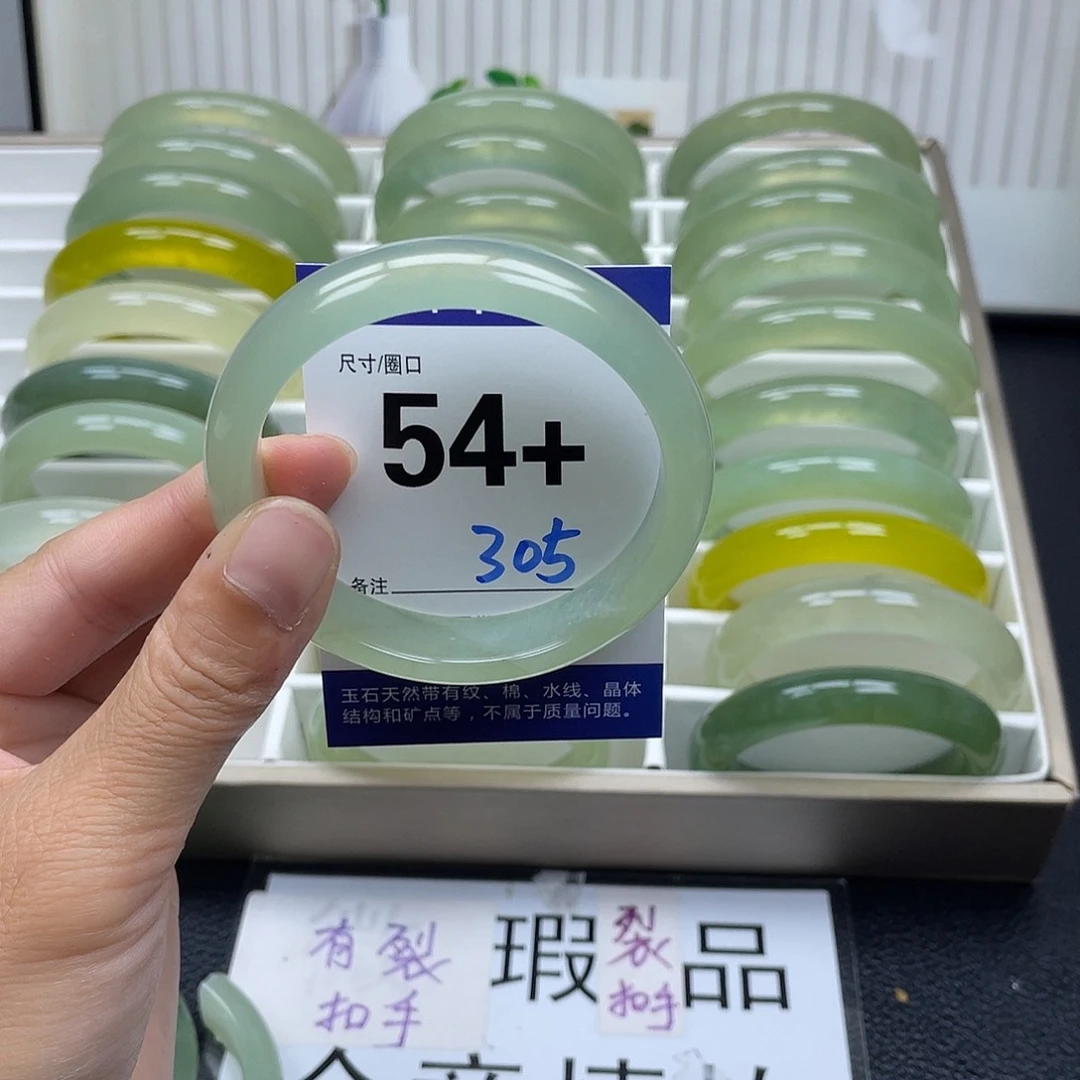 尺寸/圈口
54+
305
备注
玉石天然带有纹、棉、水线、晶体
结构和矿点等，不属于质量问题。
有裂
扣手
瑕品
裂
扣手